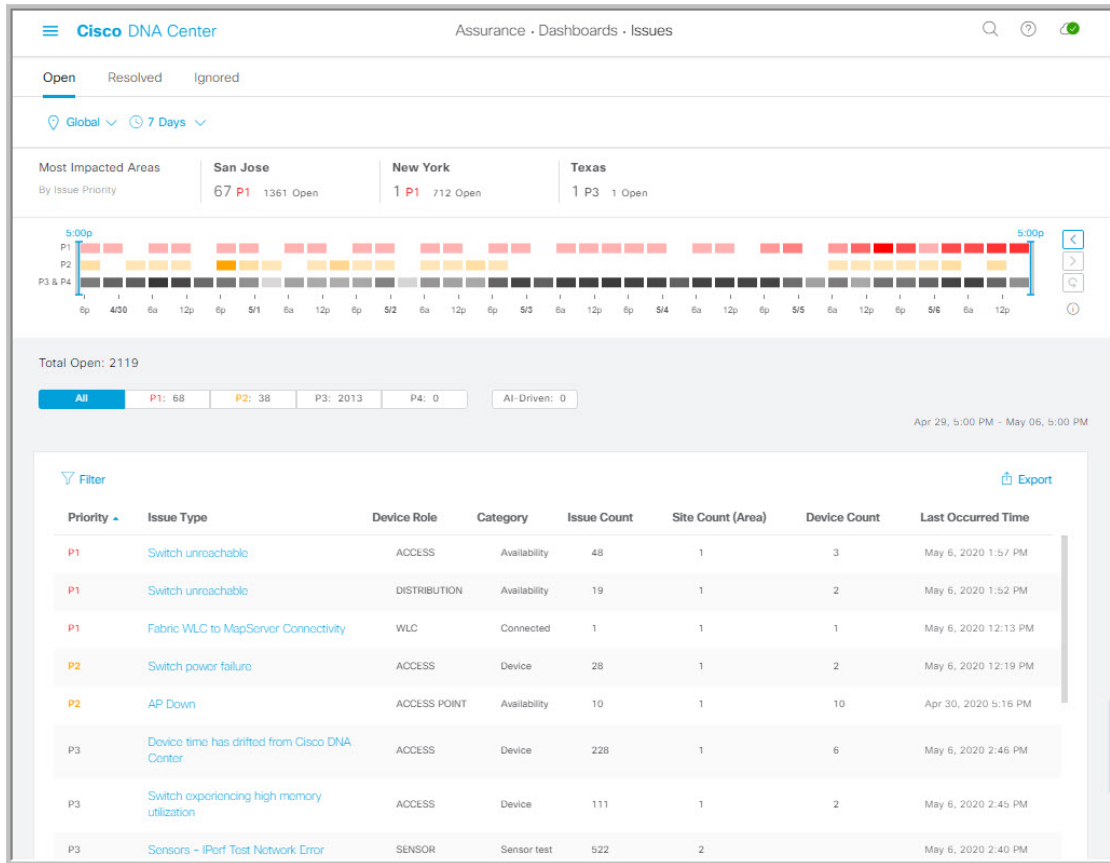 Cisco DNA Center
Assurance · Dashboards · Issues
Open Resolved Ignored
Global 7 Days
Most Impacted Areas San Jose New York Texas
By Issue Priority 67 P1 1361 Open 1 P1 712 Open 1 P3 1 Open
5:00p 5:00p
P1
P2
P3 & P4
6p 4/30 6a 12p 6p 5/1 6a 12p 6p 5/2 6a 12p 6p 5/3 6a 12p 6p 5/4 6a 12p 6p 5/5 6a 12p 6p 5/6 6a 12p
Total Open: 2119
All P1: 68 P2: 38 P3: 2013 P4: 0 AI-Driven: 0
Apr 29, 5:00 PM - May 06, 5:00 PM
Filter Export
Priority Issue Type Device Role Category Issue Count Site Count (Area) Device Count Last Occurred Time
P1 Switch unreachable ACCESS Availability 48 1 3 May 6, 2020 1:57 PM
P1 Switch unreachable DISTRIBUTION Availability 19 1 2 May 6, 2020 1:52 PM
P1 Fabric WLC to MapServer Connectivity WLC Connected 1 1 1 May 6, 2020 12:13 PM
P2 Switch power failure ACCESS Device 28 1 2 May 6, 2020 12:19 PM
P2 AP Down ACCESS POINT Availability 10 1 10 Apr 30, 2020 5:16 PM
P3 Device time has drifted from Cisco DNA
Center ACCESS Device 228 1 6 May 6, 2020 2:46 PM
P3 Switch experiencing high memory
utilization ACCESS Device 111 1 2 May 6, 2020 2:45 PM
P3 Sensors - IPerf Test Network Error SENSOR Sensor test 522 2 May 6, 2020 2:40 PM